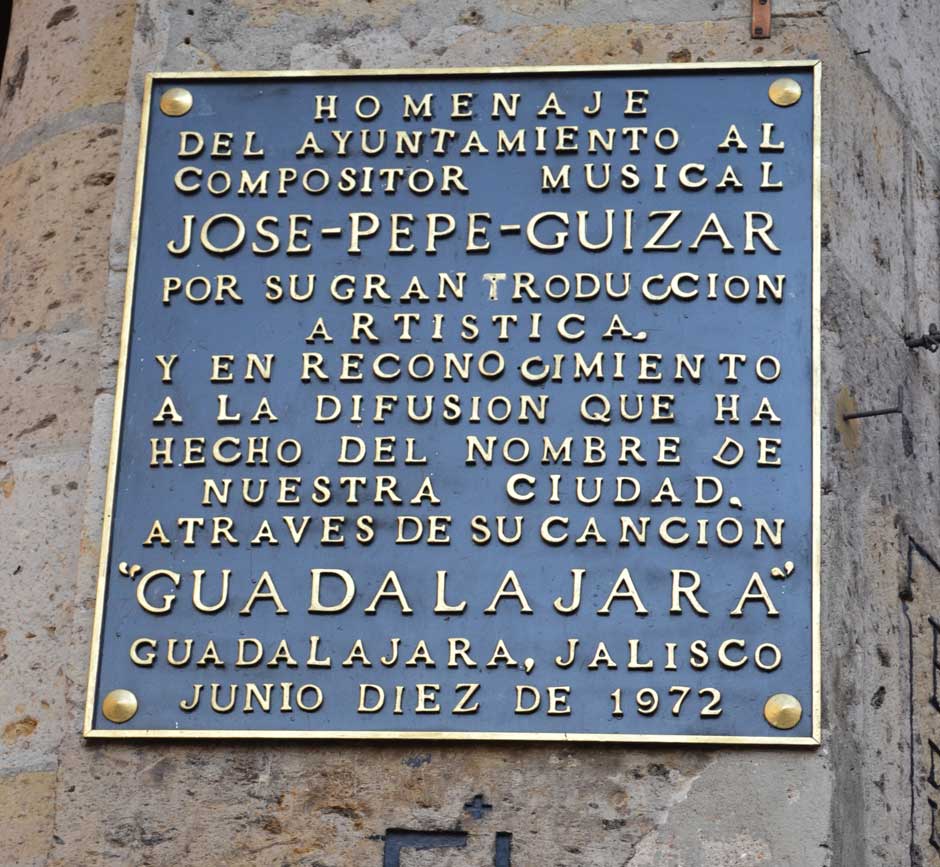 HOMENAJE
DEL AYUNTAMIENTO AL
COMPOSITOR MUSICAL
JOSE-PEPE-GUIZAR
POR SU GRAN TRODUCCION
ARTISTICA.
Y EN RECONOCIMIENTO
A LA DIFUSION QUE HA
HECHO DEL NOMBRE DE
NUESTRA CIUDAD,
ATRAVES DE SU CANCION
"GUADALAJARA"
GUADALAJARA, JALISCO
JUNIO DIEZ DE 1972